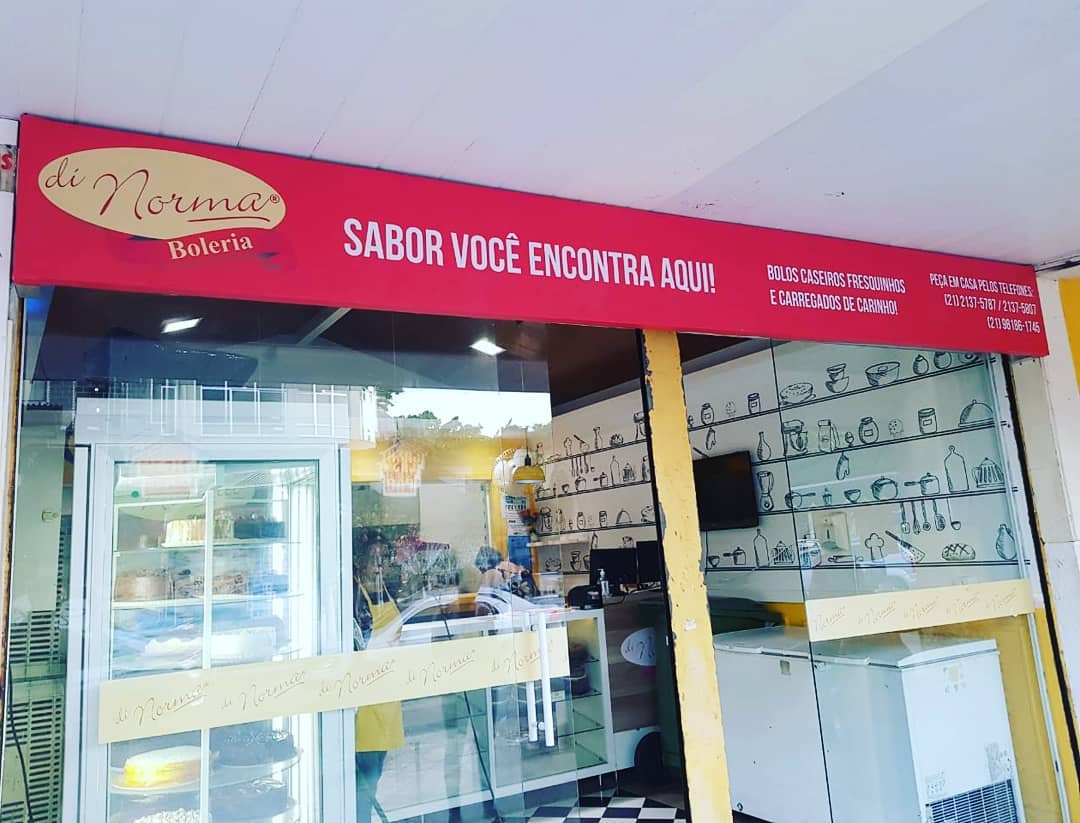 di Norma®
Boleria
SABOR VOCÊ ENCONTRA AQUI!
BOLOS CASEIROS FRESQUINHOS
E CARREGADOS DE CARINHO!
PEÇA EM CASA PELOS TELEFONES:
(21) 2137-5787 / 2137-5807
(21) 98186-1745
di Norma® di Norma® di Norma® di Norma®
di Norma® di Norma® di Norma® di Norma®